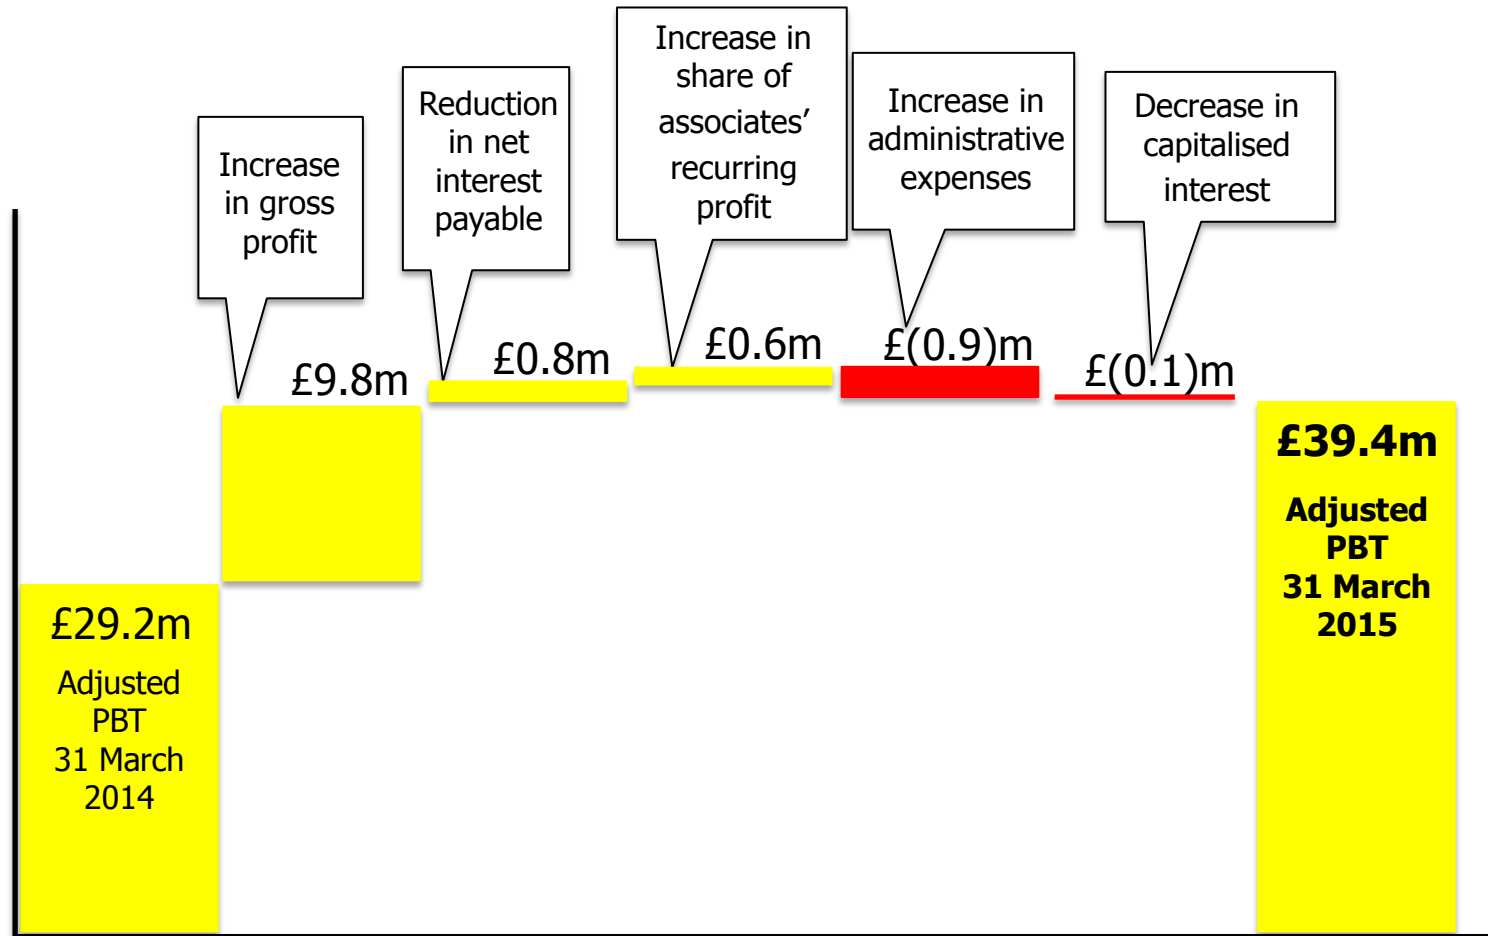 Increase
in gross
profit
Reduction
in net
interest
payable
Increase in
share of
associates’
recurring
profit
Increase in
administrative
expenses
Decrease in
capitalised
interest
£9.8m
£0.8m
£0.6m
£(0.9)m
£(0.1)m
£29.2m
Adjusted
PBT
31 March
2014
£39.4m
Adjusted
PBT
31 March
2015